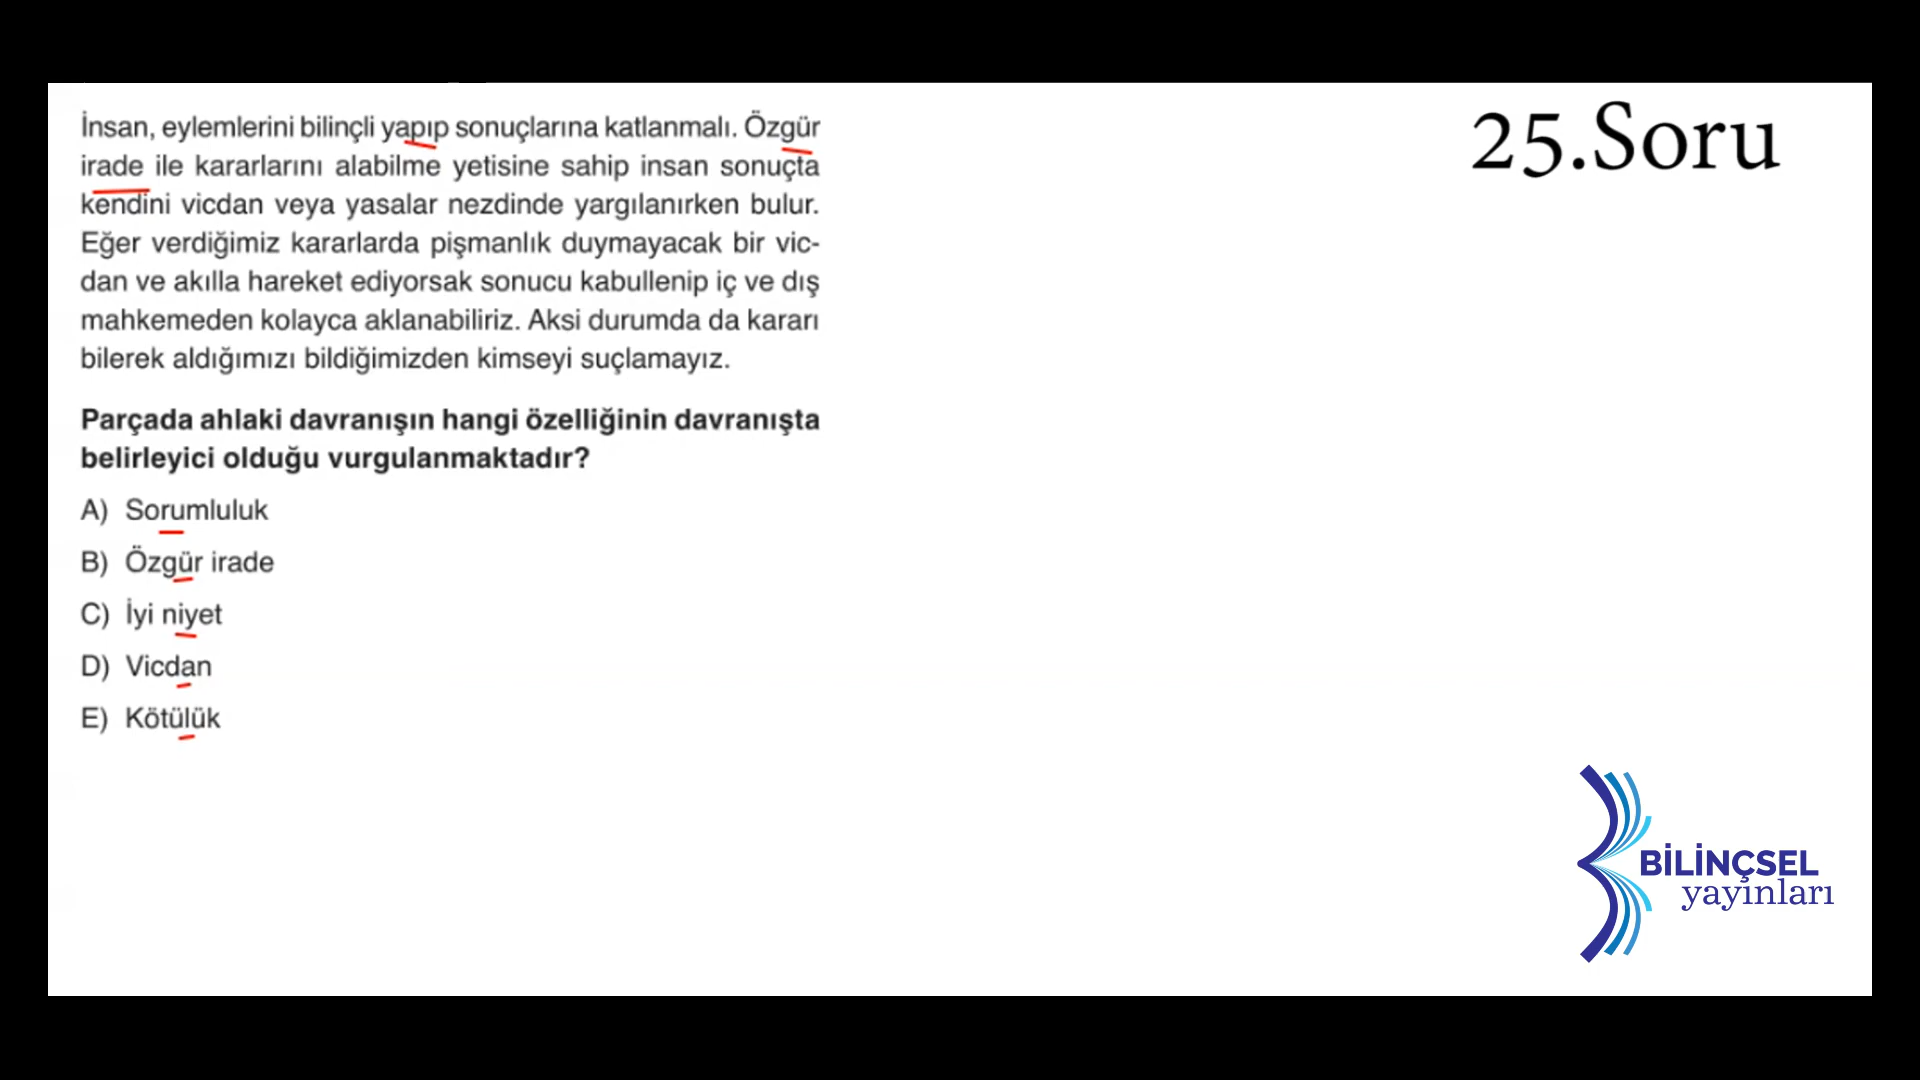 25.Soru
İnsan, eylemlerini bilinçli yapıp sonuçlarına katlanmalı. Özgür
irade ile kararlarını alabilme yetisine sahip insan sonuçta
kendini vicdan veya yasalar nezdinde yargılanırken bulur.
Eğer verdiğimiz kararlarda pişmanlık duymayacak bir vic-
dan ve akılla hareket ediyorsak sonucu kabullenip iç ve dış
mahkemeden kolayca aklanabiliriz. Aksi durumda da kararı
bilerek aldığımızı bildiğimizden kimseyi suçlamayız.
Parçada ahlaki davranışın hangi özelliğinin davranışta
belirleyici olduğu vurgulanmaktadır?
A) Sorumluluk
B) Özgür irade
C) İyi niyet
D) Vicdan
E) Kötülük
BİLİNÇSEL
yayınları